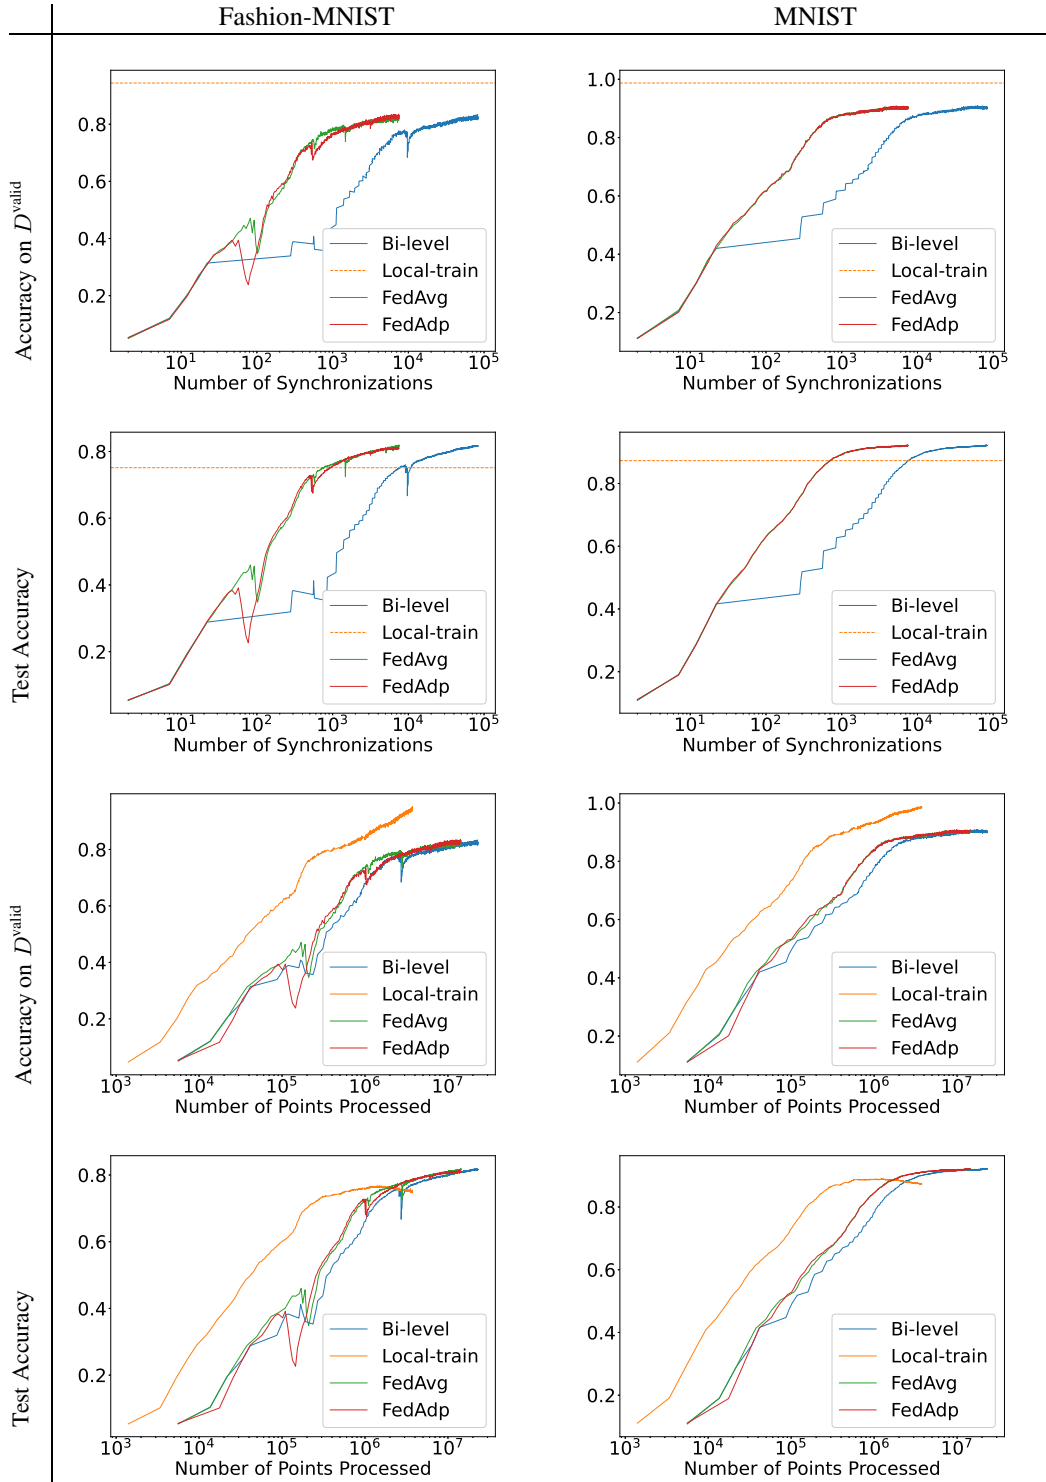 Fashion-MNIST
MNIST
Accuracy on D^valid
0.8
0.6
0.4
0.2
Bi-level
Local-train
FedAvg
FedAdp
10^1 10^2 10^3 10^4 10^5
Number of Synchronizations
1.0
0.8
0.6
0.4
0.2
Bi-level
Local-train
FedAvg
FedAdp
10^1 10^2 10^3 10^4 10^5
Number of Synchronizations
Test Accuracy
0.8
0.6
0.4
0.2
Bi-level
Local-train
FedAvg
FedAdp
10^1 10^2 10^3 10^4 10^5
Number of Synchronizations
0.8
0.6
0.4
0.2
Bi-level
Local-train
FedAvg
FedAdp
10^1 10^2 10^3 10^4 10^5
Number of Synchronizations
Accuracy on D^valid
0.8
0.6
0.4
0.2
Bi-level
Local-train
FedAvg
FedAdp
10^3 10^4 10^5 10^6 10^7
Number of Points Processed
1.0
0.8
0.6
0.4
0.2
Bi-level
Local-train
FedAvg
FedAdp
10^3 10^4 10^5 10^6 10^7
Number of Points Processed
Test Accuracy
0.8
0.6
0.4
0.2
Bi-level
Local-train
FedAvg
FedAdp
10^3 10^4 10^5 10^6 10^7
Number of Points Processed
0.8
0.6
0.4
0.2
Bi-level
Local-train
FedAvg
FedAdp
10^3 10^4 10^5 10^6 10^7
Number of Points Processed